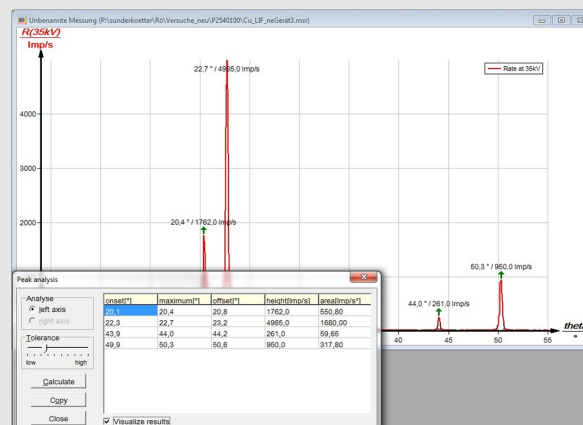 Unbenannte Messung (P:\sunderkoetter\Rö\Versuche_neu\P2540100\Cu_LIF_neGerät3.msr)
R(35kV)
Imp/s
22,7 ° / 4985,0 Imp/s
Rate at 35kV
4000
3000
20,4 ° / 1762,0 Imp/s
2000
50,3 ° / 950,0 Imp/s
44,0 ° / 261,0 Imp/s
theta
°
40 45 50 55
Peak analysis
Analyse
left axis
right axis
Tolerance
low high
Calculate
Copy
Close
onset[°] maximum[°] offset[°] height[Imp/s] area[Imp/s*°]
20,1 20,4 20,8 1762,0 550,80
22,3 22,7 23,2 4985,0 1680,00
43,9 44,0 44,2 261,0 59,65
49,9 50,3 50,6 950,0 317,80
Visualize results